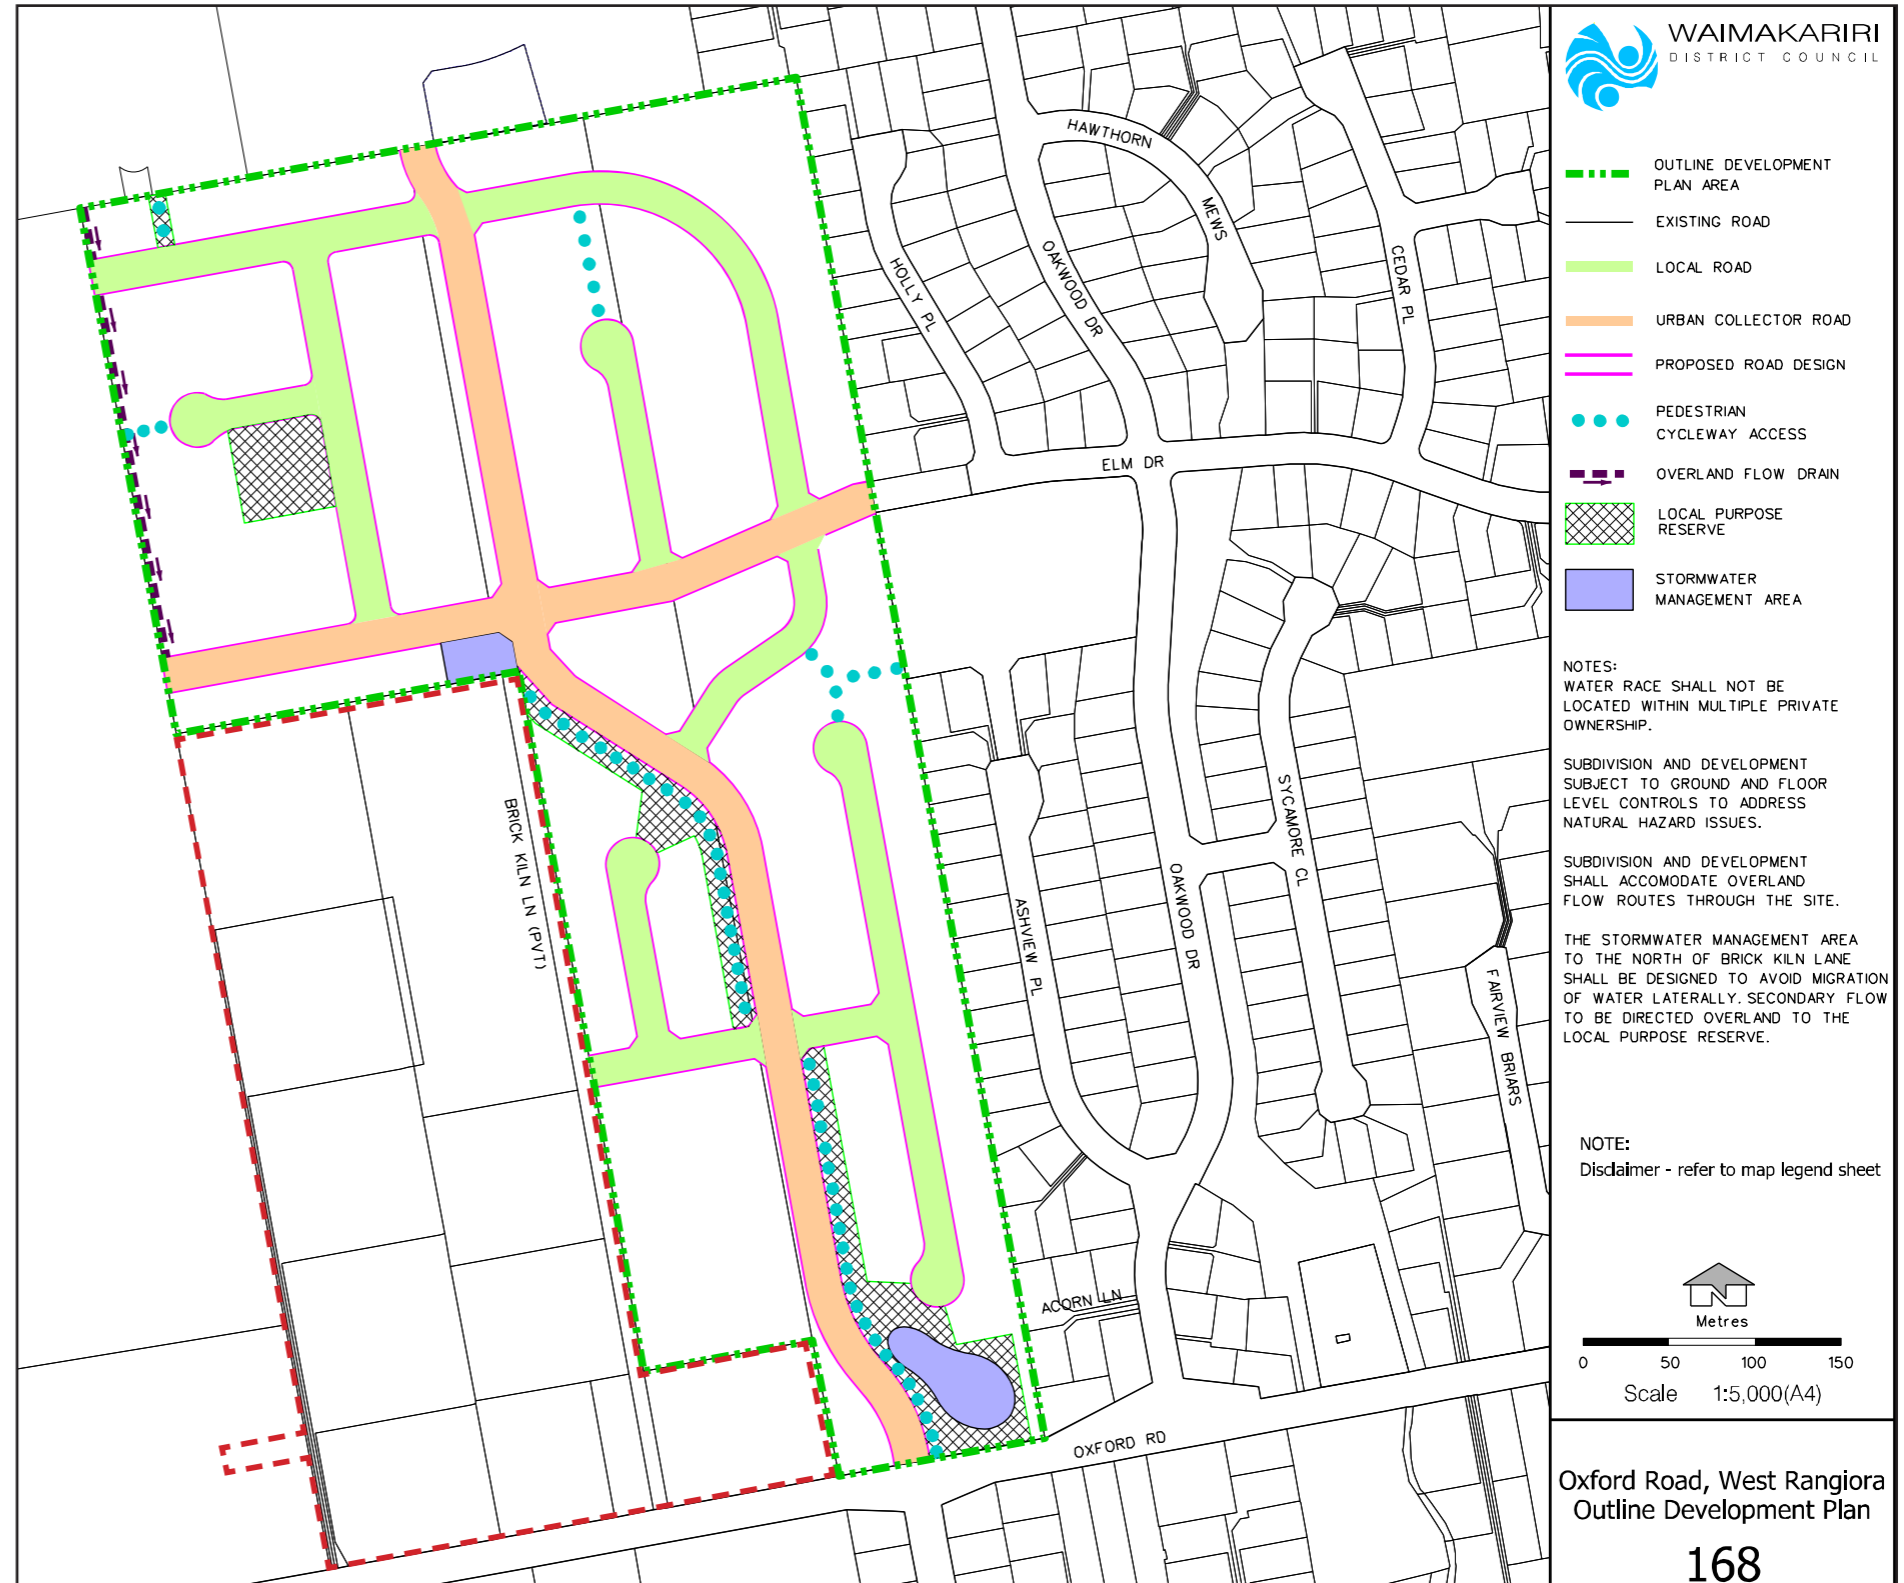 WAIMAKARIRI
DISTRICT COUNCIL
OUTLINE DEVELOPMENT
PLAN AREA
EXISTING ROAD
LOCAL ROAD
URBAN COLLECTOR ROAD
PROPOSED ROAD DESIGN
PEDESTRIAN
CYCLEWAY ACCESS
OVERLAND FLOW DRAIN
LOCAL PURPOSE
RESERVE
STORMWATER
MANAGEMENT AREA
NOTES:
WATER RACE SHALL NOT BE
LOCATED WITHIN MULTIPLE PRIVATE
OWNERSHIP.
SUBDIVISION AND DEVELOPMENT
SUBJECT TO GROUND AND FLOOR
LEVEL CONTROLS TO ADDRESS
NATURAL HAZARD ISSUES.
SUBDIVISION AND DEVELOPMENT
SHALL ACCOMODATE OVERLAND
FLOW ROUTES THROUGH THE SITE.
THE STORMWATER MANAGEMENT AREA
TO THE NORTH OF BRICK KILN LANE
SHALL BE DESIGNED TO AVOID MIGRATION
OF WATER LATERALLY. SECONDARY FLOW
TO BE DIRECTED OVERLAND TO THE
LOCAL PURPOSE RESERVE.
NOTE:
Disclaimer - refer to map legend sheet
N
Metres
0 50 100 150
Scale 1:5,000(A4)
Oxford Road, West Rangiora
Outline Development Plan
168
HAWTHORN
MEWS
HOLLY PL
OAKWOOD DR
CEDAR PL
ELM DR
SYCAMORE CL
BRICK KILN LN (PVT)
ASHVIEW PL
OAKWOOD DR
FAIRVIEW BRIARS
ACORN LN
OXFORD RD